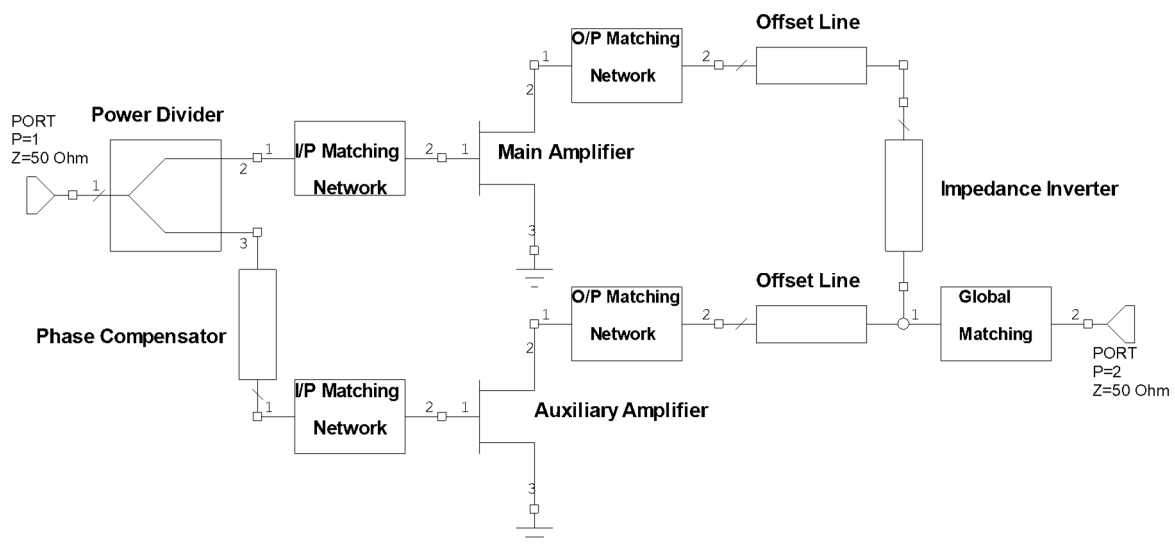 Offset Line
O/P Matching
Network
1
2
2
Power Divider
PORT
P=1
Z=50 Ohm
1
2
3
1
I/P Matching
Network
2
1
Main Amplifier
3
Impedance Inverter
Phase Compensator
O/P Matching
Network
1
2
2
Offset Line
1
Global
Matching
2
PORT
P=2
Z=50 Ohm
1
I/P Matching
Network
2
1
Auxiliary Amplifier
3